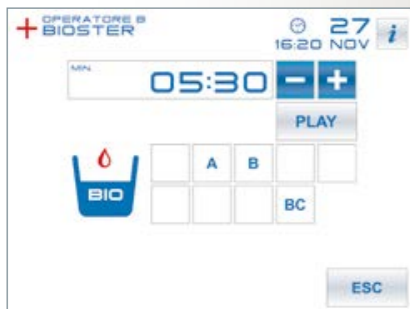 OPERATORE B
BIOSTER
27
16:20 NOV
i
MIN.
05:30
- +
PLAY
A B
BIO
BC
ESC